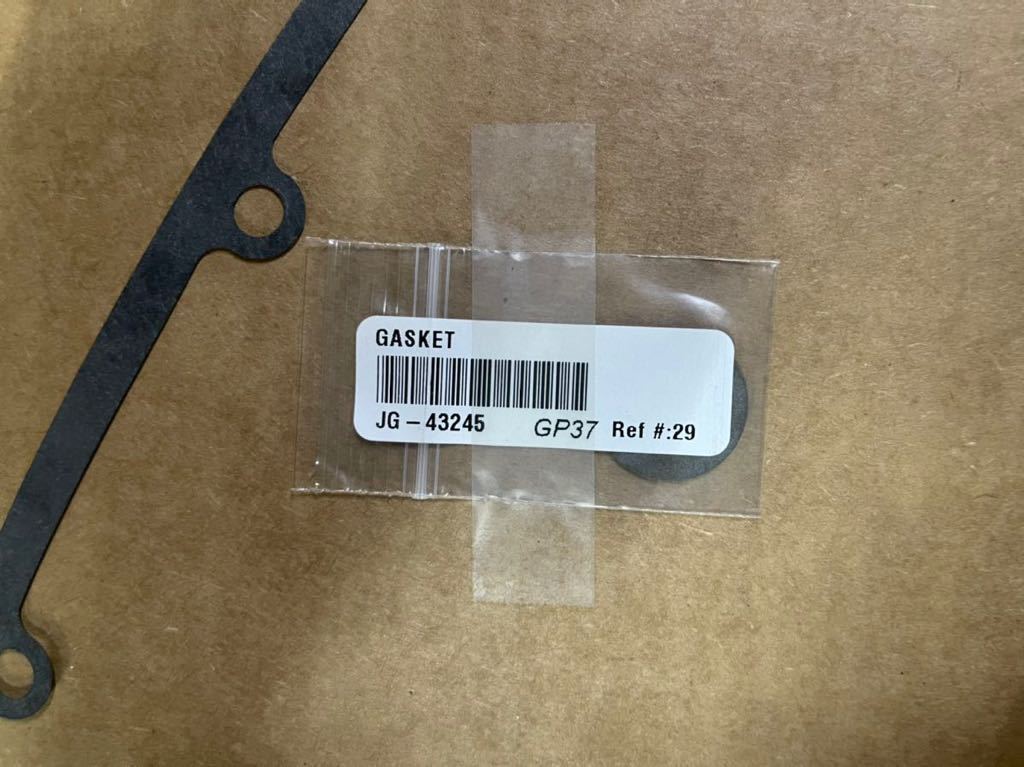 GASKET
JG – 43245 GP37 Ref #:29